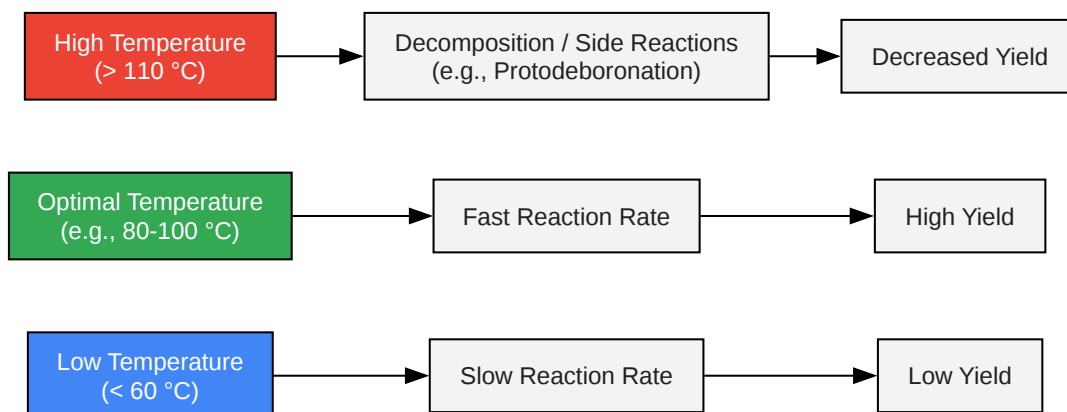 High Temperature
(> 110 °C)
Decomposition / Side Reactions
(e.g., Protodeboronation)
Decreased Yield
Optimal Temperature
(e.g., 80-100 °C)
Fast Reaction Rate
High Yield
Low Temperature
(< 60 °C)
Slow Reaction Rate
Low Yield